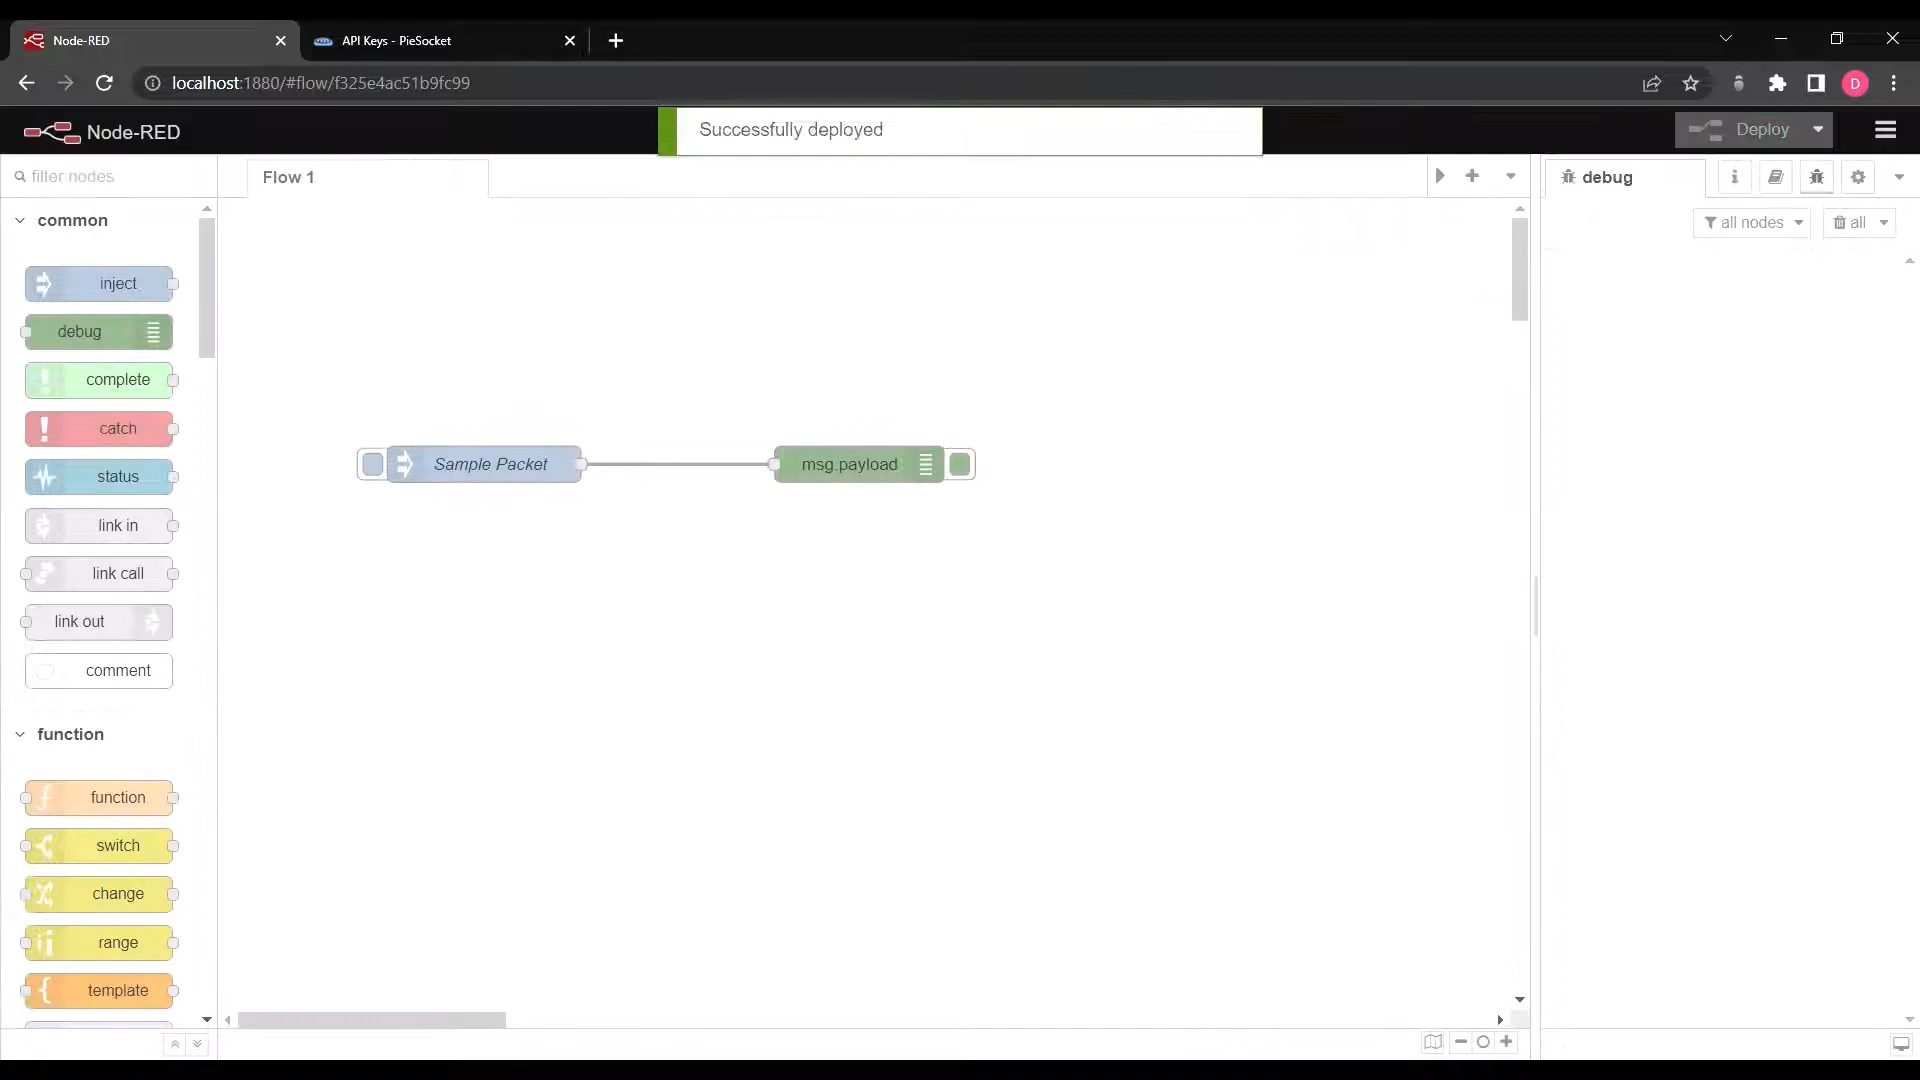 Node-RED
API Keys - PieSocket
localhost:1880/#flow/f325e4ac51b9fc99
D
Node-RED
Successfully deployed
Deploy
filter nodes
Flow 1
debug
all nodes
all
common
inject
debug
complete
catch
status
link in
link call
link out
comment
function
function
switch
change
range
template
Sample Packet
msg.payload